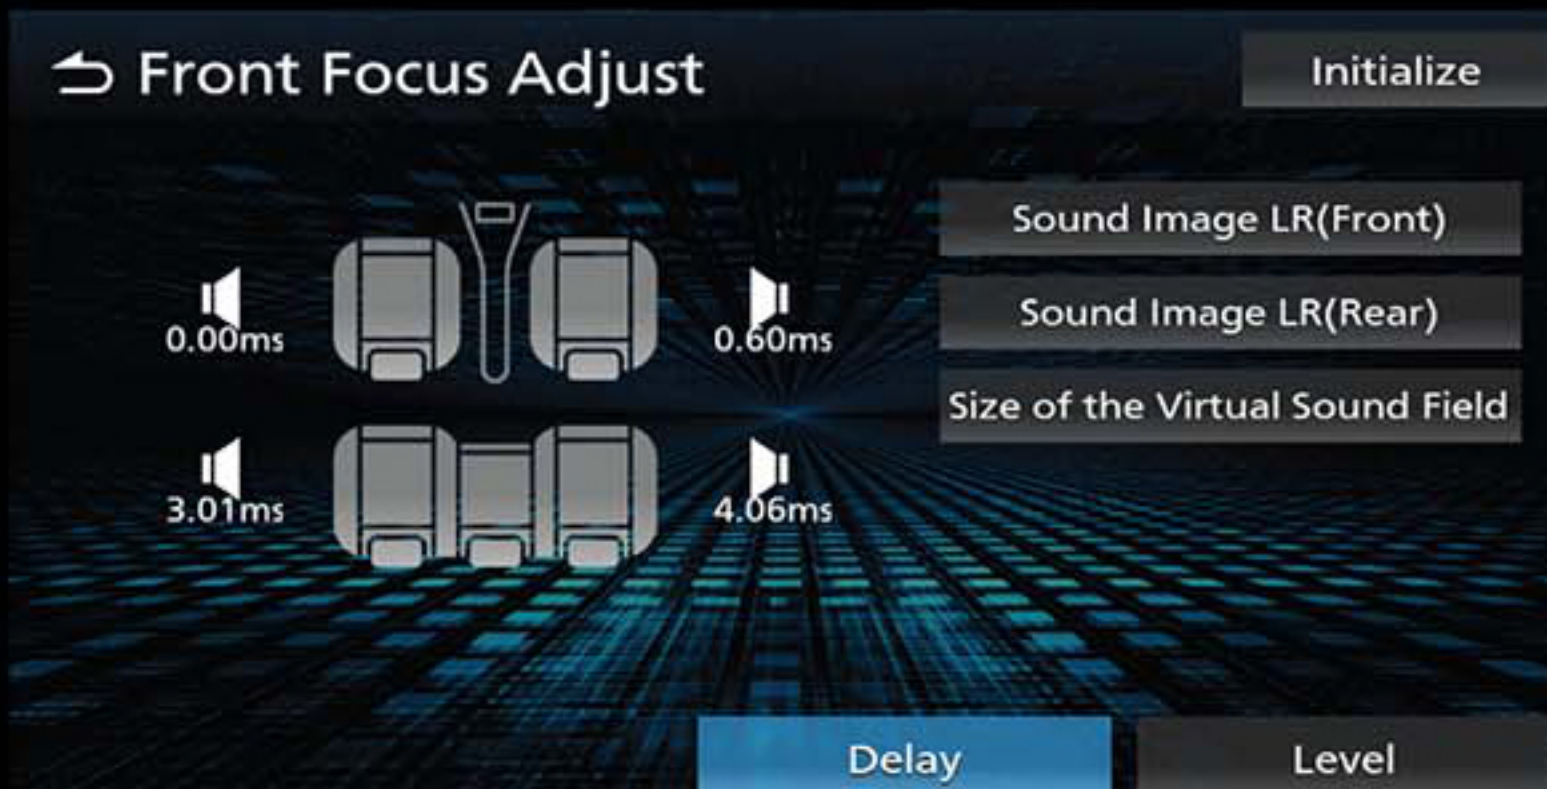 Front Focus Adjust
Initialize
0.00ms
0.60ms
3.01ms
4.06ms
Sound Image LR(Front)
Sound Image LR(Rear)
Size of the Virtual Sound Field
Delay
Level